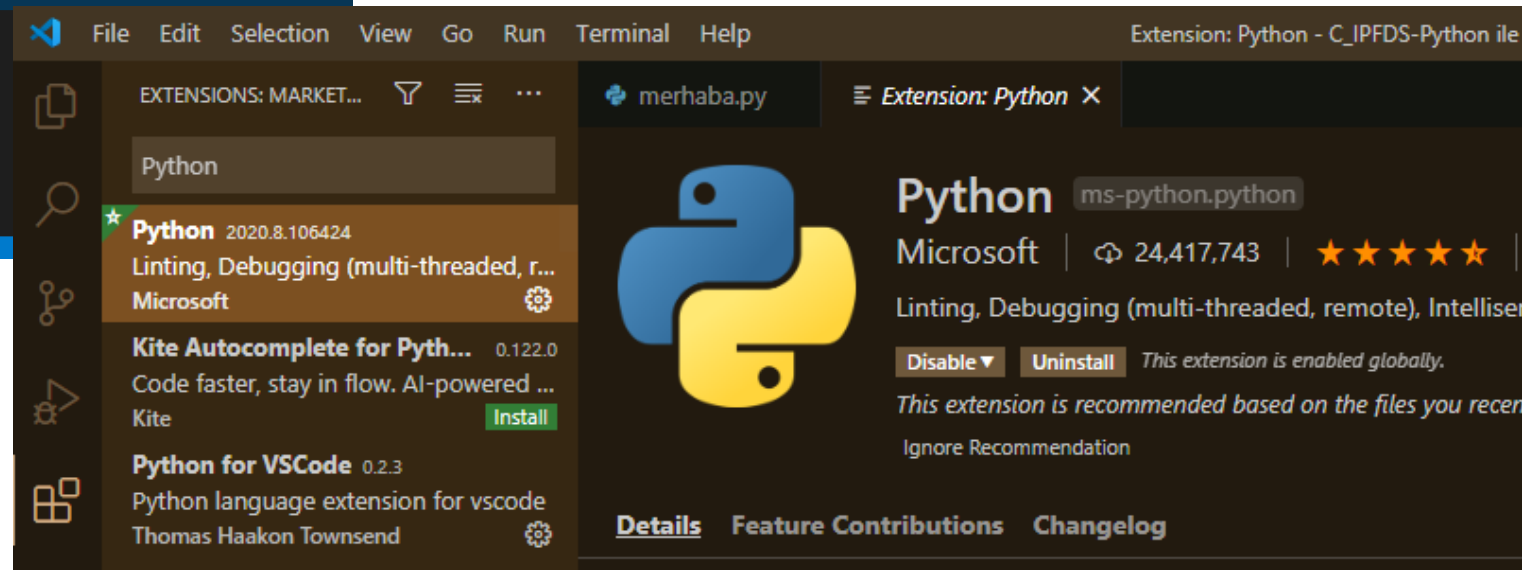 File Edit Selection View Go Run Terminal Help Extension: Python - C_IPFDS-Python ile
EXTENSIONS: MARKET... ···
Python
Python 2020.8.106424
Linting, Debugging (multi-threaded, r...
Microsoft
Kite Autocomplete for Pyth... 0.122.0
Code faster, stay in flow. AI-powered ...
Kite Install
Python for VSCode 0.2.3
Python language extension for vscode
Thomas Haakon Townsend
merhaba.py Extension: Python ×
Python ms-python.python
Microsoft 24,417,743
Linting, Debugging (multi-threaded, remote), Intellisen
Disable Uninstall This extension is enabled globally.
This extension is recommended based on the files you recen
Ignore Recommendation
Details Feature Contributions Changelog